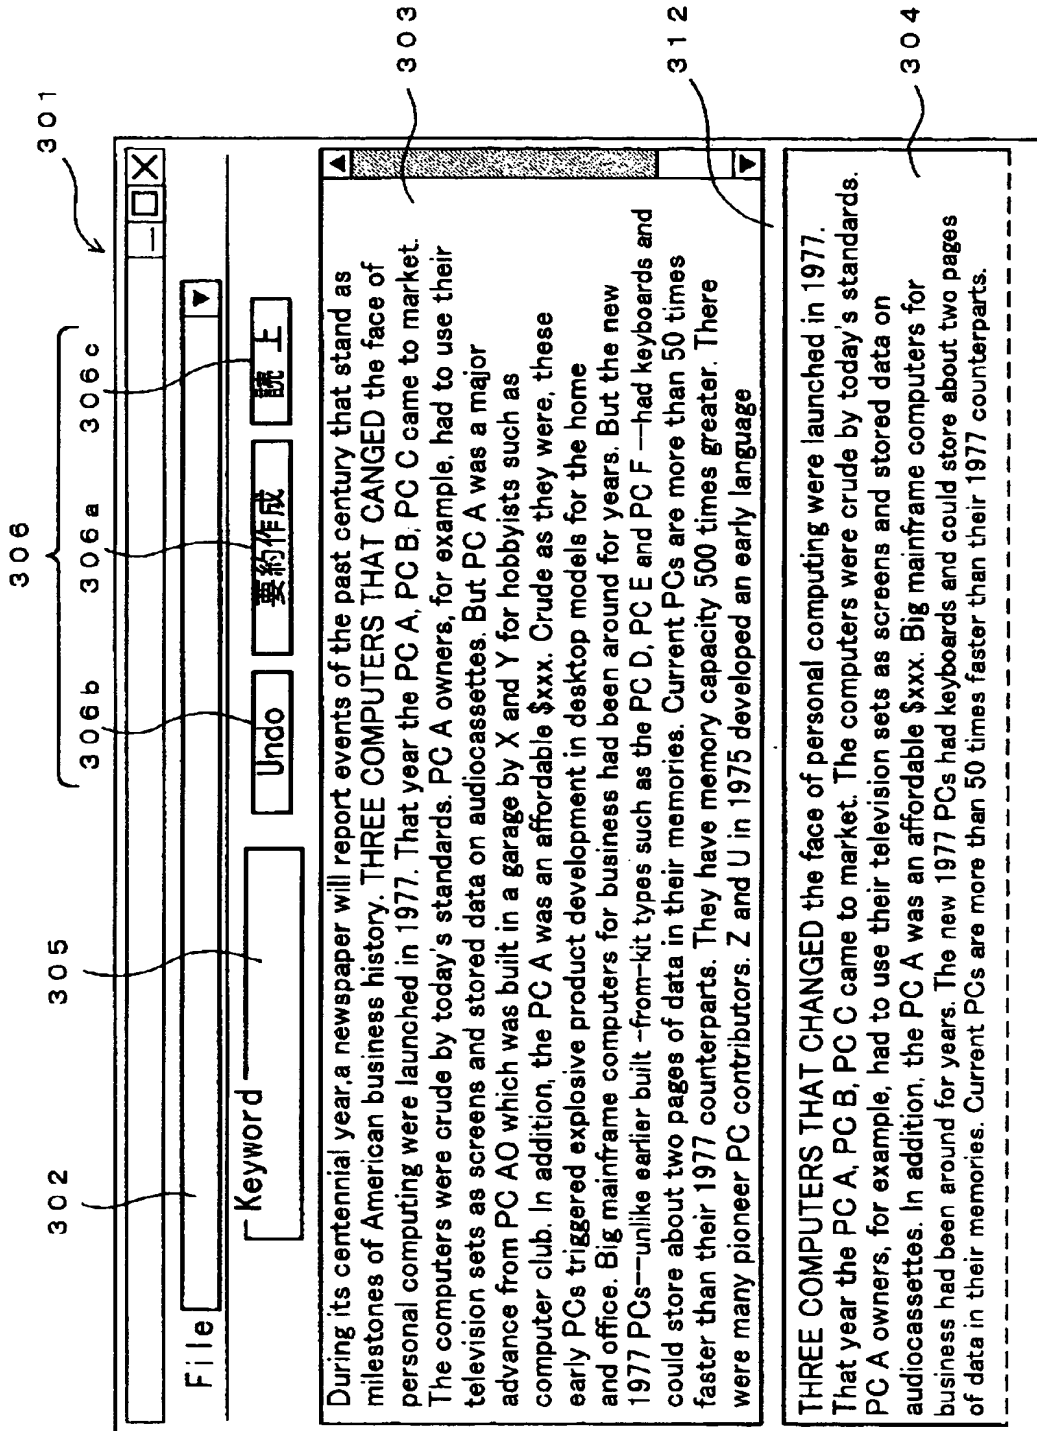 301
306
306b 306a 306c
302 305
File
Keyword
Undo 要約作成 読 上
During its centennial year,a newspaper will report events of the past century that stand as
milestones of American business history. THREE COMPUTERS THAT CANGED the face of
personal computing were launched in 1977. That year the PC A, PC B, PC C came to market.
The computers were crude by today's standards. PC A owners, for example, had to use their
television sets as screens and stored data on audiocassettes. But PC A was a major
advance from PC AO which was built in a garage by X and Y for hobbyists such as
computer club. In addition, the PC A was an affordable $xxx. Crude as they were, these
early PCs triggered explosive product development in desktop models for the home
and office. Big mainframe computers for business had been around for years. But the new
1977 PCs--unlike earlier built -from-kit types such as the PC D, PC E and PC F —had keyboards and
could store about two pages of data in their memories. Current PCs are more than 50 times
faster than their 1977 counterparts. They have memory capacity 500 times greater. There
were many pioneer PC contributors. Z and U in 1975 developed an early language
303
312
THREE COMPUTERS THAT CHANGED the face of personal computing were launched in 1977.
That year the PC A, PC B, PC C came to market. The computers were crude by today's standards.
PC A owners, for example, had to use their television sets as screens and stored data on
audiocassettes. In addition, the PC A was an affordable $xxx. Big mainframe computers for
business had been around for years. The new 1977 PCs had keyboards and could store about two pages
of data in their memories. Current PCs are more than 50 times faster than their 1977 counterparts.
304